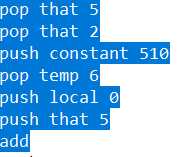 pop that 5
pop that 2
push constant 510
pop temp 6
push local 0
push that 5
add